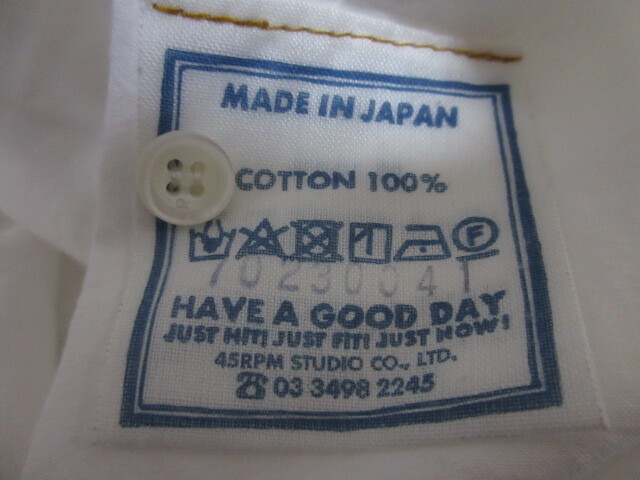 MADE IN JAPAN
COTTON 100%
F
70230041
HAVE A GOOD DAY
JUST HIT! JUST FIT! JUST NOW!
45RPM STUDIO CO., LTD.
☎ 03 3498 2245